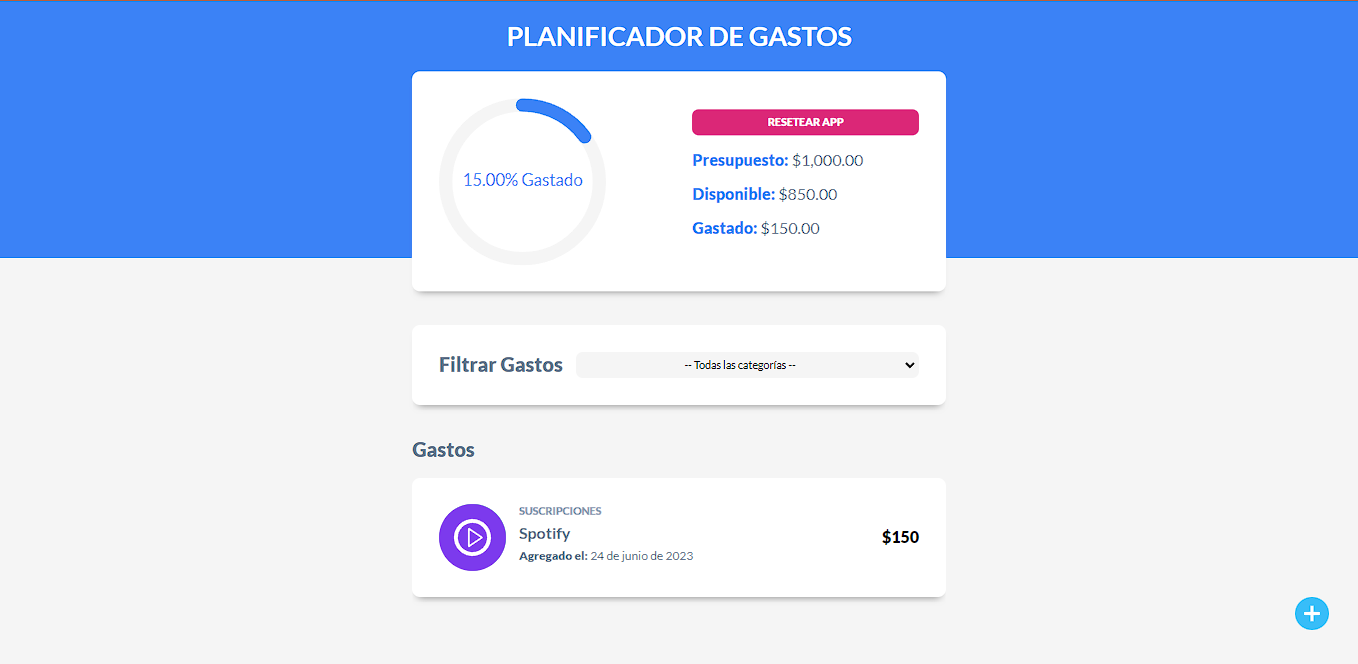 PLANIFICADOR DE GASTOS
15.00% Gastado
RESETEAR APP
Presupuesto: $1,000.00
Disponible: $850.00
Gastado: $150.00
Filtrar Gastos
-- Todas las categorías --
Gastos
SUSCRIPCIONES
Spotify
Agregado el: 24 de junio de 2023
$150